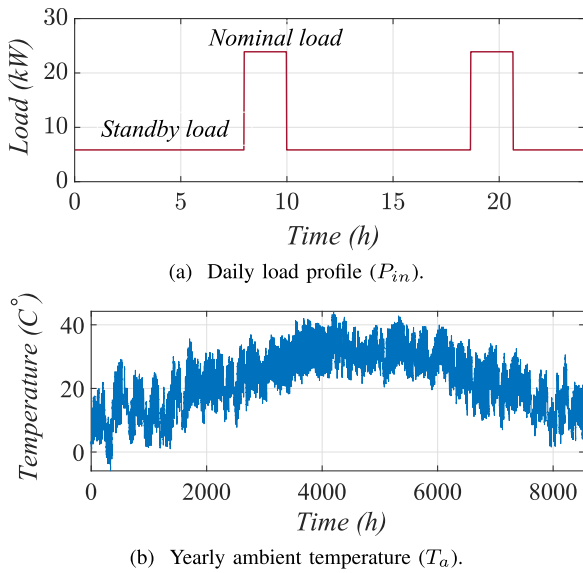 Load (kW)
30
20
10
0
Nominal load
Standby load
0 5 10 15 20
Time (h)
(a) Daily load profile (P_in).
Temperature (C°)
40
20
0
0 2000 4000 6000 8000
Time (h)
(b) Yearly ambient temperature (T_a).